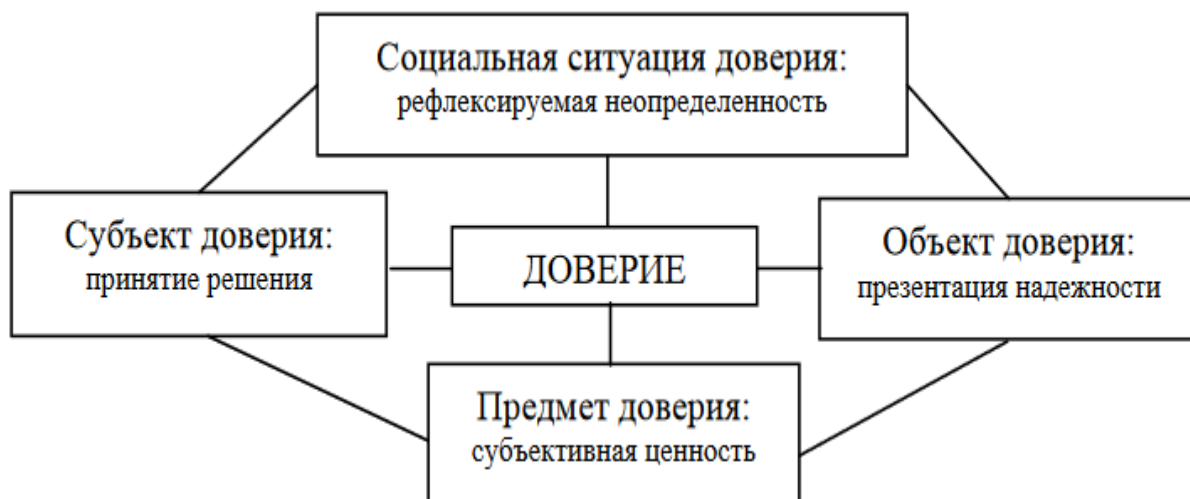 Социальная ситуация доверия:
рефлексируемая неопределенность
Субъект доверия:
принятие решения
ДОВЕРИЕ
Объект доверия:
презентация надежности
Предмет доверия:
субъективная ценность